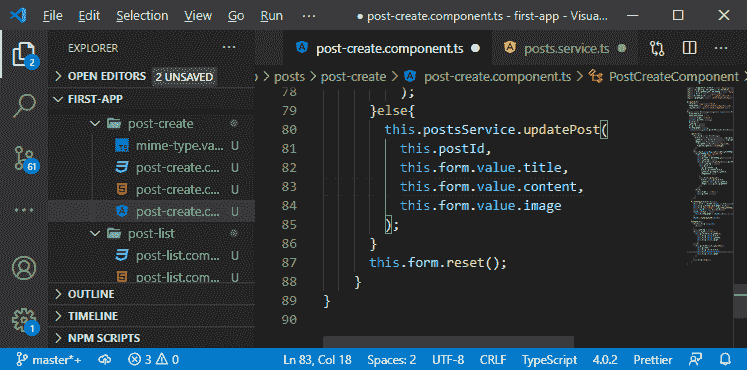 File Edit Selection View Go Run ··· ● post-create.component.ts - first-app - Visua...
EXPLORER ···
OPEN EDITORS 2 UNSAVED
FIRST-APP
post-create
mime-type.va... U
post-create.c... U
post-create.c... U
post-create.c... U
post-list
post-list.com... U
post-list.com... U
OUTLINE
TIMELINE
NPM SCRIPTS
2
61
1
post-create.component.ts ● posts.service.ts ● ···
> posts > post-create > post-create.component.ts > PostCreateComponent >
78 );
79 }else{
80 this.postsService.updatePost(
81 this.postId,
82 this.form.value.title,
83 this.form.value.content,
84 this.form.value.image
85 );
86 }
87 this.form.reset();
88 }
89 }
90
master*+ 3 0 Ln 83, Col 18 Spaces: 2 UTF-8 CRLF TypeScript 4.0.2 Prettier